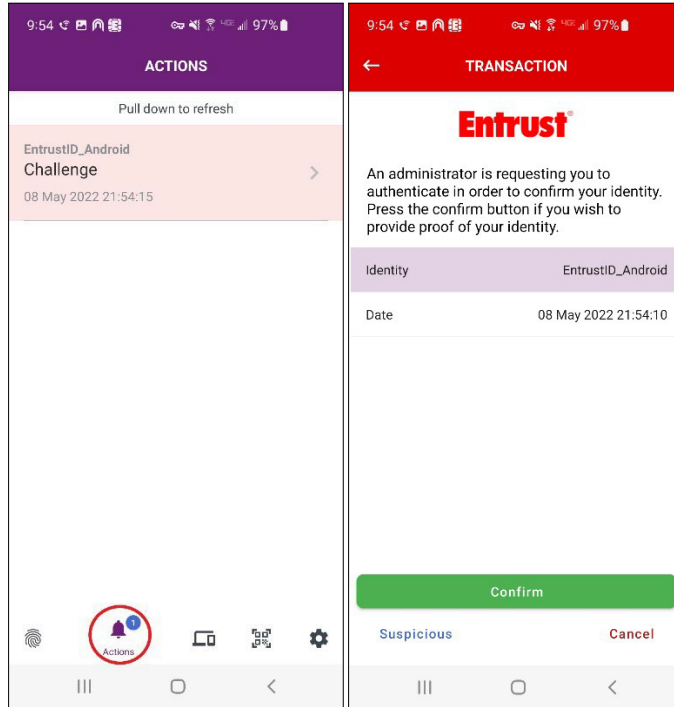 9:54 97%
ACTIONS
Pull down to refresh
EntrustID_Android
Challenge
08 May 2022 21:54:15
1
Actions
9:54 97%
TRANSACTION
Entrust®
An administrator is requesting you to
authenticate in order to confirm your identity.
Press the confirm button if you wish to
provide proof of your identity.
Identity EntrustID_Android
Date 08 May 2022 21:54:10
Confirm
Suspicious Cancel